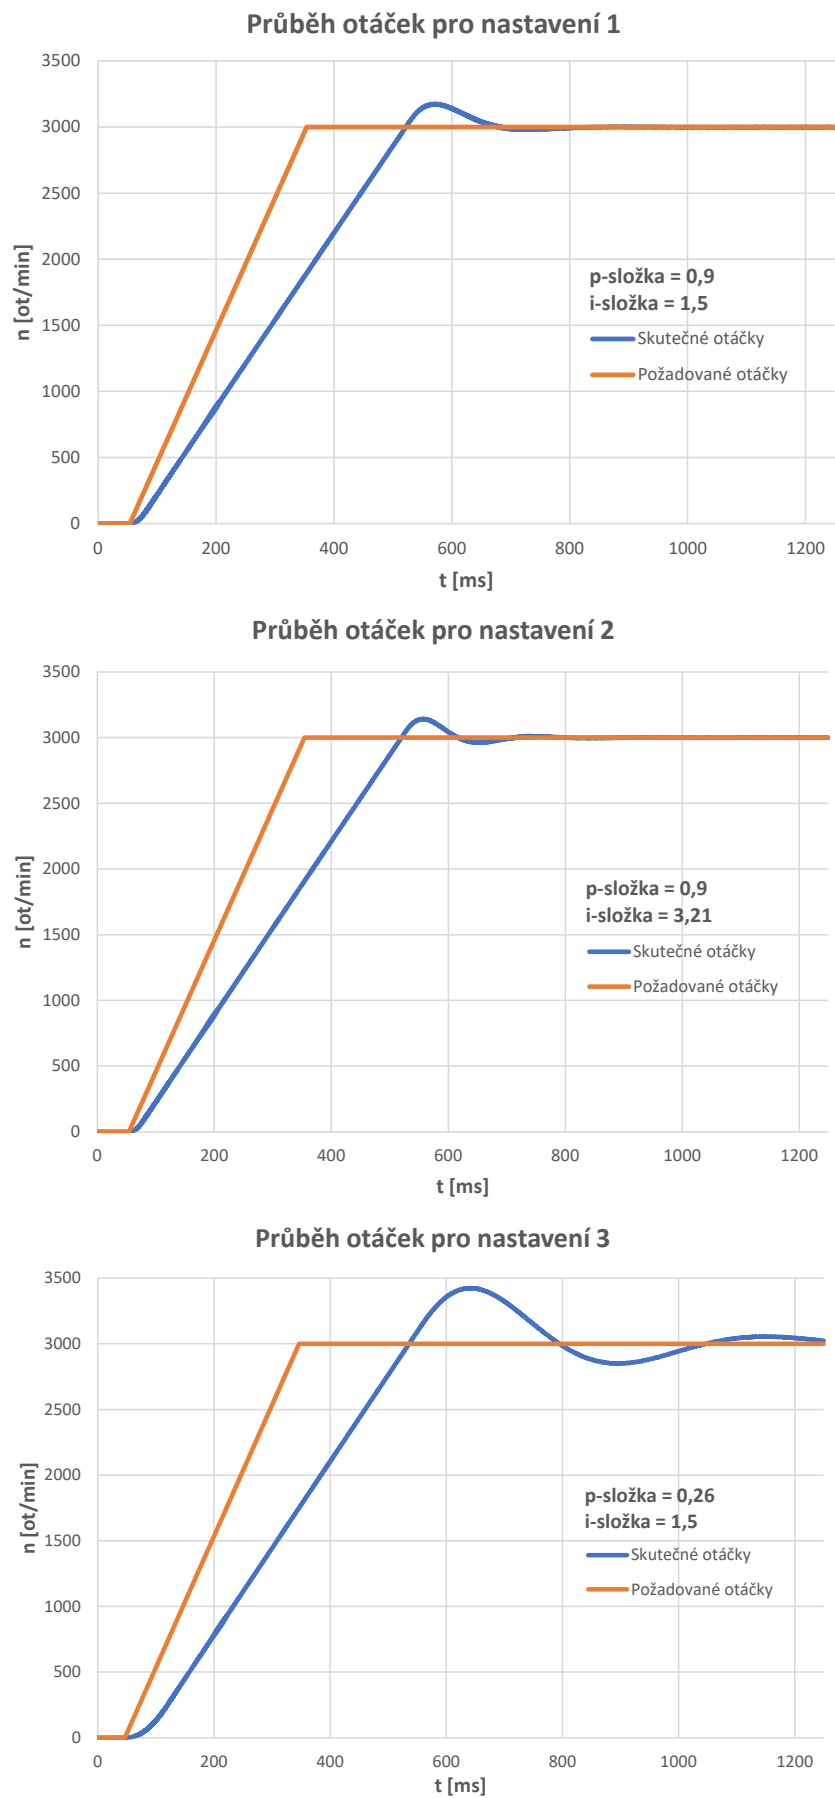 Průběh otáček pro nastavení 1
3500
3000
2500
2000
1500
1000
500
0
n [ot/min]
p-složka = 0,9
i-složka = 1,5
Skutečné otáčky
Požadované otáčky
0 200 400 600 800 1000 1200
t [ms]
Průběh otáček pro nastavení 2
3500
3000
2500
2000
1500
1000
500
0
n [ot/min]
p-složka = 0,9
i-složka = 3,21
Skutečné otáčky
Požadované otáčky
0 200 400 600 800 1000 1200
t [ms]
Průběh otáček pro nastavení 3
3500
3000
2500
2000
1500
1000
500
0
n [ot/min]
p-složka = 0,26
i-složka = 1,5
Skutečné otáčky
Požadované otáčky
0 200 400 600 800 1000 1200
t [ms]